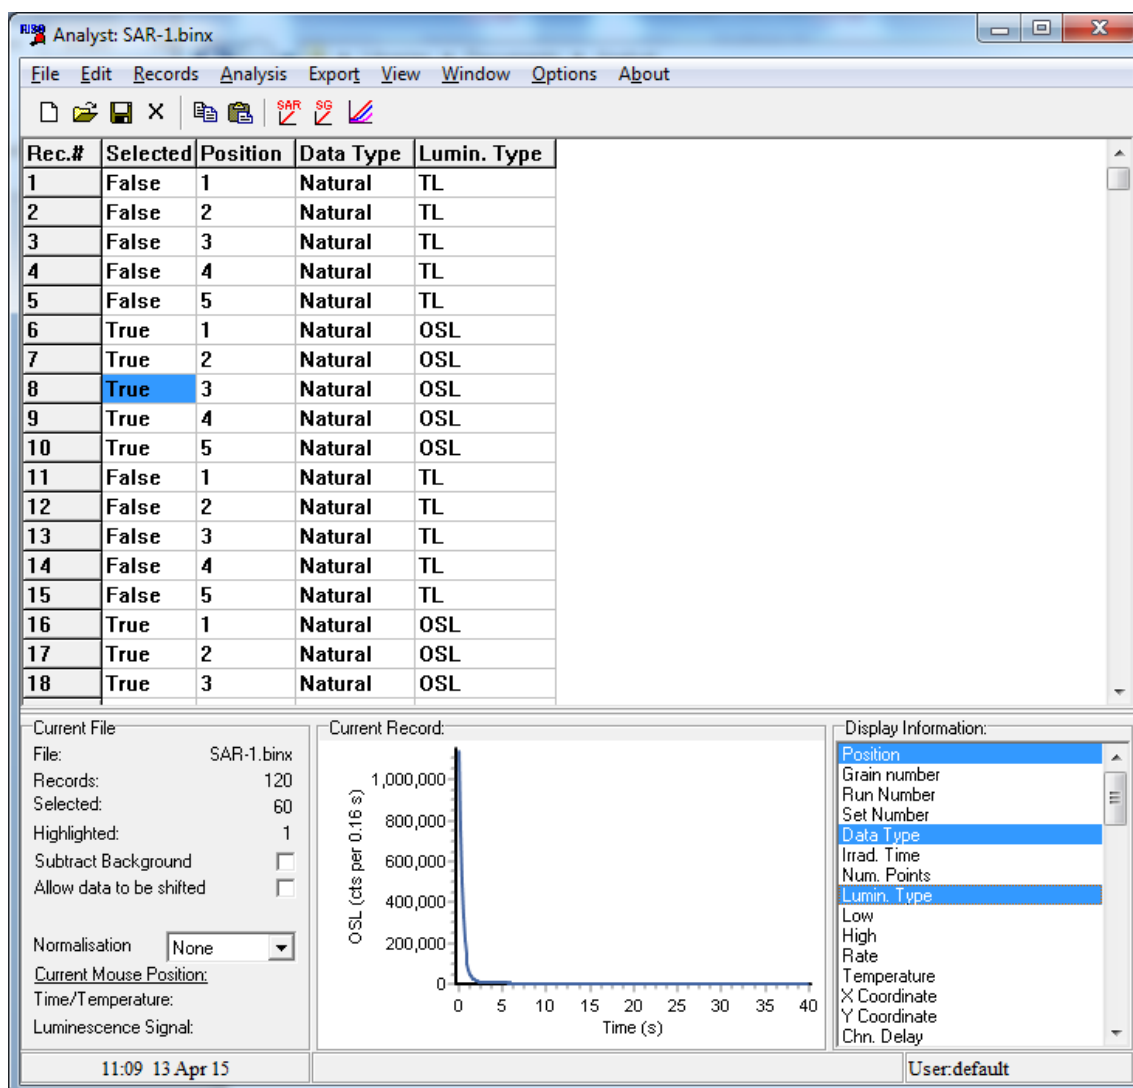 RISØ Analyst: SAR-1.binx X
File Edit Records Analysis Export View Window Options About
SAR SG
Rec.# Selected Position Data Type Lumin. Type
1 False 1 Natural TL
2 False 2 Natural TL
3 False 3 Natural TL
4 False 4 Natural TL
5 False 5 Natural TL
6 True 1 Natural OSL
7 True 2 Natural OSL
8 True 3 Natural OSL
9 True 4 Natural OSL
10 True 5 Natural OSL
11 False 1 Natural TL
12 False 2 Natural TL
13 False 3 Natural TL
14 False 4 Natural TL
15 False 5 Natural TL
16 True 1 Natural OSL
17 True 2 Natural OSL
18 True 3 Natural OSL
Current File
File: SAR-1.binx
Records: 120
Selected: 60
Highlighted: 1
Subtract Background
Allow data to be shifted
Normalisation None
Current Mouse Position:
Time/Temperature:
Luminescence Signal:
Current Record:
OSL (cts per 0.16 s)
1,000,000
800,000
600,000
400,000
200,000
0
0 5 10 15 20 25 30 35 40
Time (s)
Display Information:
Position
Grain number
Run Number
Set Number
Data Type
Irrad. Time
Num. Points
Lumin. Type
Low
High
Rate
Temperature
X Coordinate
Y Coordinate
Chn. Delay
11:09 13 Apr 15 User:default